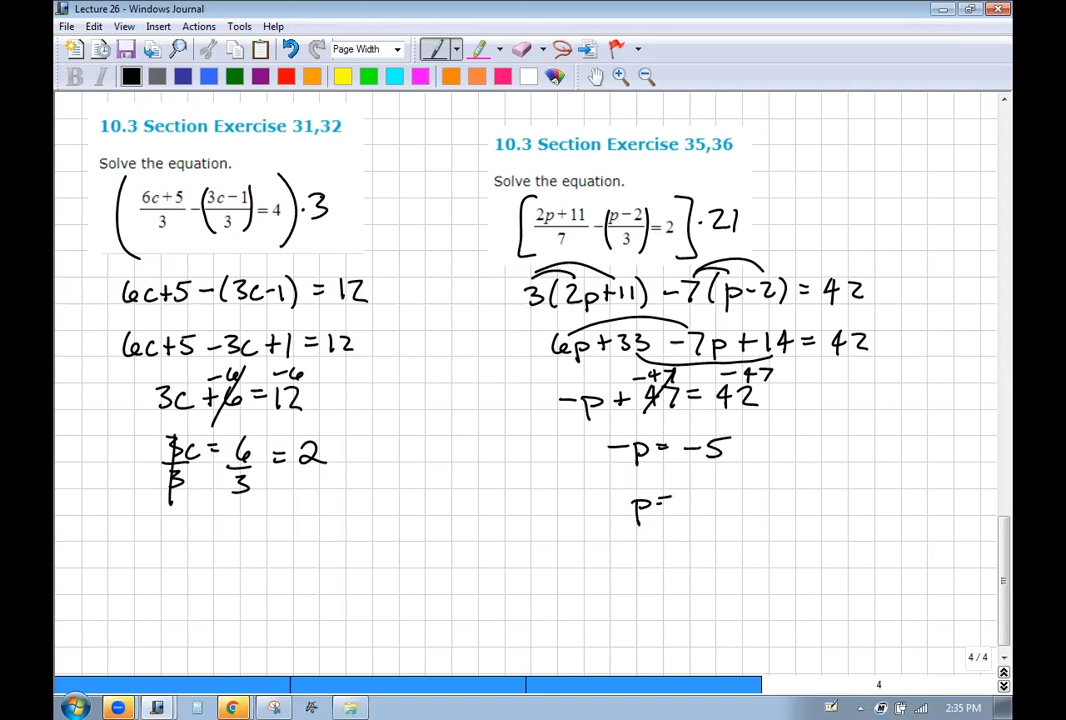 Lecture 26 - Windows Journal
File Edit View Insert Actions Tools Help
Page Width
B I
10.3 Section Exercise 31,32
Solve the equation.
( (6c+5)/3 - ((3c-1)/3) = 4 ) · 3
6c+5 - (3c-1) = 12
6c+5 - 3c + 1 = 12
-6 -6
3c + 6 = 12
3c/3 = 6/3 = 2
10.3 Section Exercise 35,36
Solve the equation.
[ (2p+11)/7 - ((p-2)/3) = 2 ] · 21
3(2p+11) - 7(p-2) = 42
6p+33 - 7p + 14 = 42
-47 -47
-p + 47 = 42
-p = -5
p=
4 / 4
4
2:35 PM